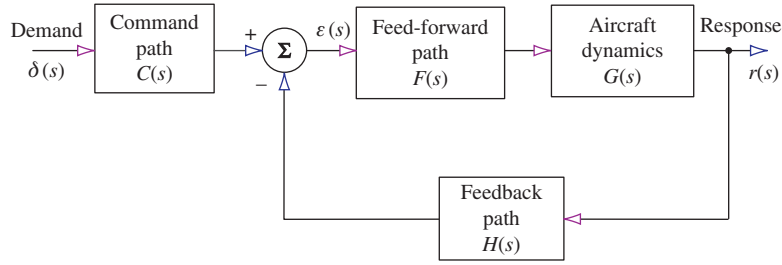 Demand
δ(s)
Command
path
C(s)
+
Σ
−
ε(s)
Feed-forward
path
F(s)
Aircraft
dynamics
G(s)
Response
r(s)
Feedback
path
H(s)